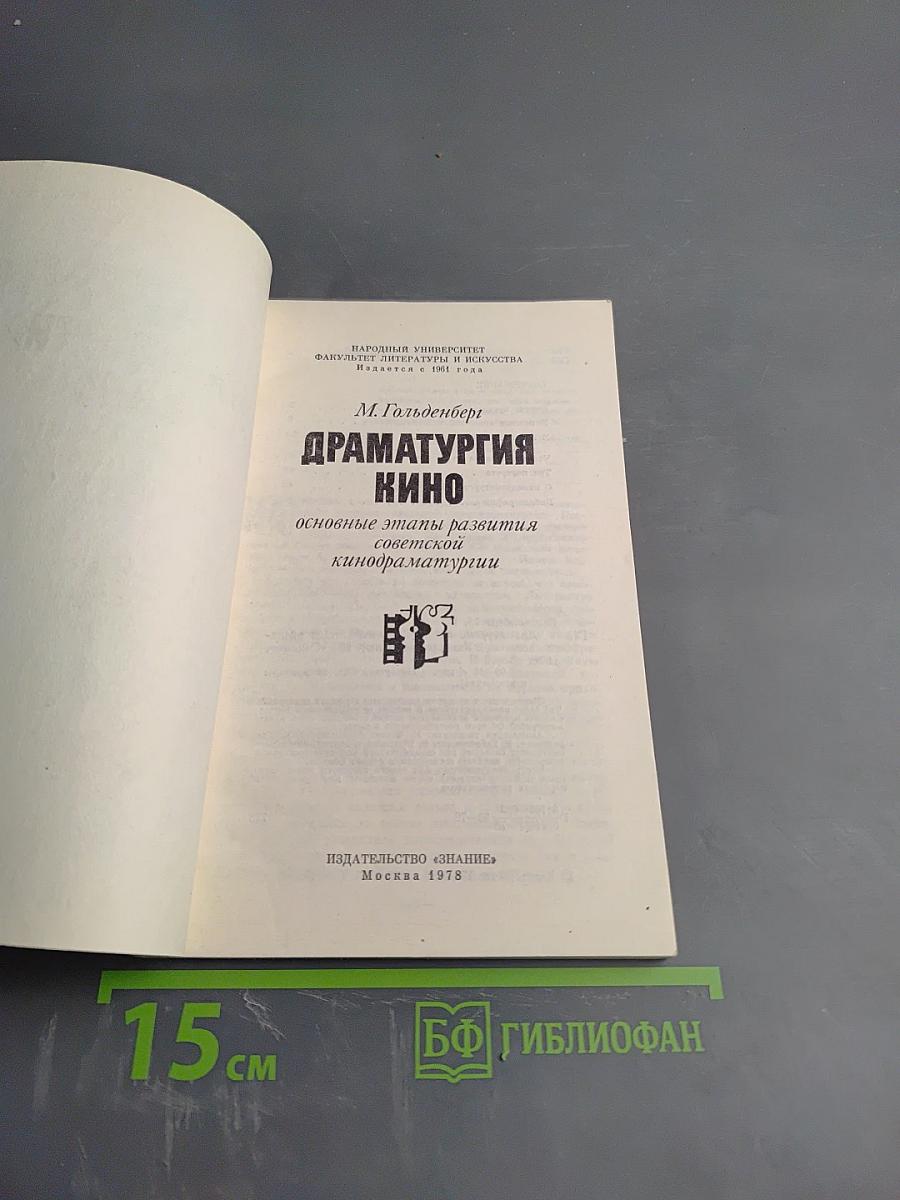 НАРОДНЫЙ УНИВЕРСИТЕТ
ФАКУЛЬТЕТ ЛИТЕРАТУРЫ И ИСКУССТВА
Издается с 1961 года
М. Гольденберг
ДРАМАТУРГИЯ
КИНО
основные этапы развития
советской
кинодраматургии
ИЗДАТЕЛЬСТВО «ЗНАНИЕ»
Москва 1978
15 см
БФ ГИБЛИОФАН